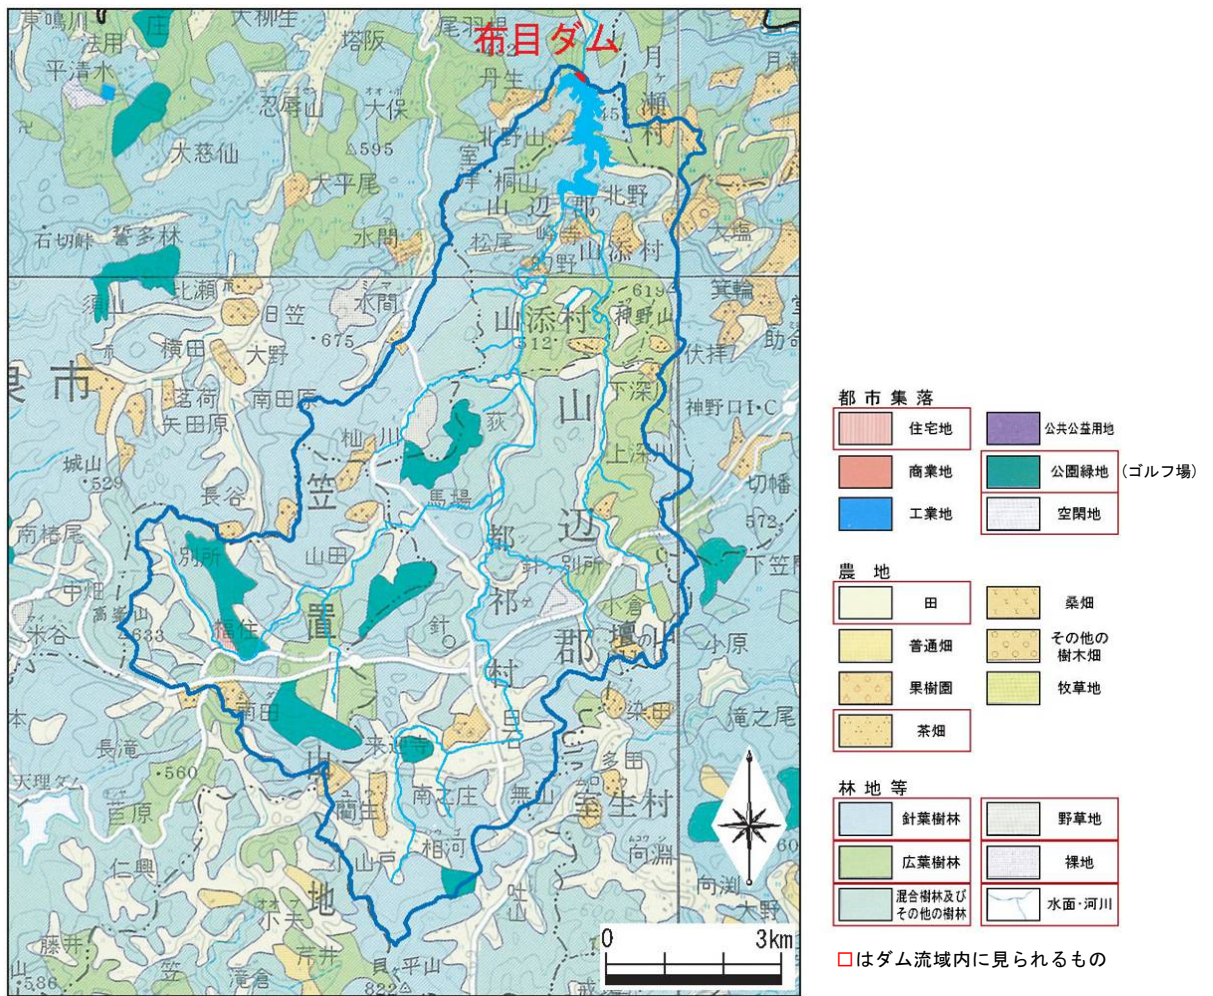 東鳴川
庄
大柳生
塔阪
尾羽根
布目ダム
法用
平清水
忍辱山
大保
丹生
月
ヶ
瀬
村
月瀬
大慈仙
△595
北野山
大平尾
室
津
桐山
北野
山辺郡
石切峠
誓多林
水間
松尾
山添村
大塩
須山
北瀬
日笠
水間
619
箕輪
・675
山添村
神野山
横田
大野
512
伏拝
助命
市
茗荷
南田原
下深川
矢田原
山
神野口I・C
荻
杣ノ川
城山
・529
笠
上深川
長谷
馬場
切幡
南椿尾
別所
都
辺
572
山田
針ヶ別所
下笠間
中畑
高峯山
米谷
633
福住
置
祁
小倉
針
郡
小原
村
南田
白石
染田
滝之尾
来迎寺
長滝
多田
・560
天理ダム
山
南之庄
無山
室生村
苣原
藺生
相河
仁興
小山戸
向淵
地
吐山
向渕
大野
藤井
荒井
貝ヶ平山
・586
笠
滝倉
822△
0 3km
都市集落
住宅地
公共公益用地
商業地
公園緑地 (ゴルフ場)
工業地
空閑地
農地
田
桑畑
普通畑
その他の
樹木畑
果樹園
牧草地
茶畑
林地等
針葉樹林
野草地
広葉樹林
裸地
混合樹林及び
その他の樹林
水面・河川
□はダム流域内に見られるもの